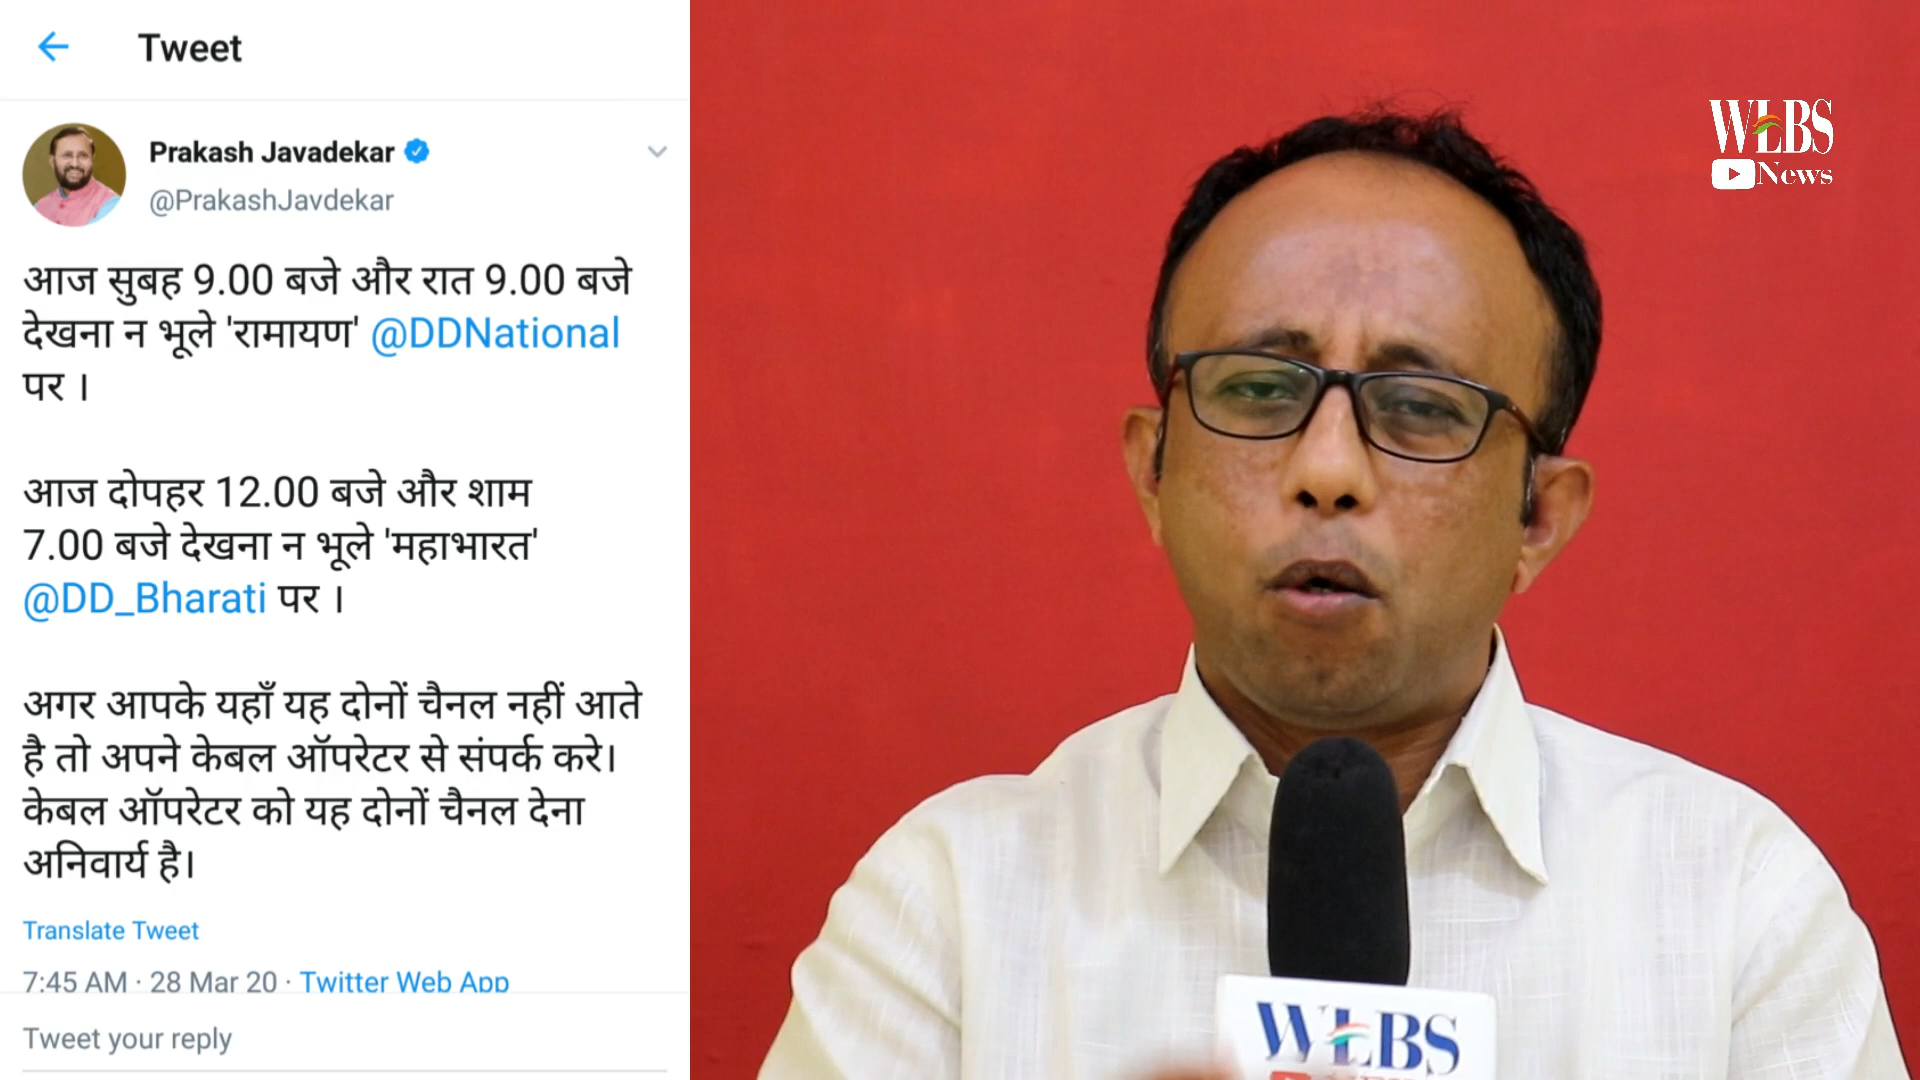 Tweet
Prakash Javadekar
@PrakashJavdekar
आज सुबह 9.00 बजे और रात 9.00 बजे
देखना न भूले 'रामायण' @DDNational
पर ।
आज दोपहर 12.00 बजे और शाम
7.00 बजे देखना न भूले 'महाभारत'
@DD_Bharati पर ।
अगर आपके यहाँ यह दोनों चैनल नहीं आते
है तो अपने केबल ऑपरेटर से संपर्क करे।
केबल ऑपरेटर को यह दोनों चैनल देना
अनिवार्य है।
Translate Tweet
7:45 AM · 28 Mar 20 · Twitter Web App
Tweet your reply
WEBS
News
WEBS